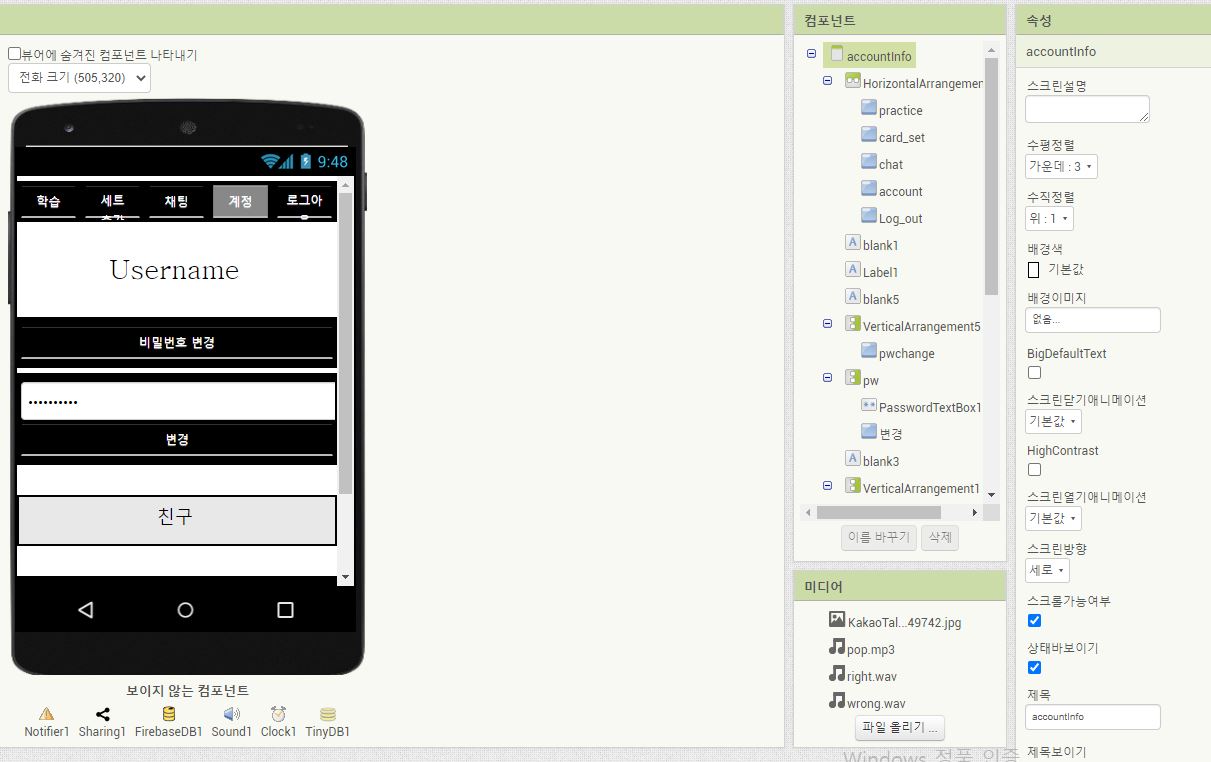 뷰어에 숨겨진 컴포넌트 나타내기
전화 크기 (505,320)
9:48
학습
세트
채팅
계정
로그아
Username
비밀번호 변경
변경
친구
보이지 않는 컴포넌트
Notifier1
Sharing1
FirebaseDB1
Sound1
Clock1
TinyDB1
컴포넌트
accountInfo
HorizontalArrangemen
practice
card_set
chat
account
Log_out
blank1
Label1
blank5
VerticalArrangement5
pwchange
pw
PasswordTextBox1
변경
blank3
VerticalArrangement1
이름 바꾸기
삭제
미디어
KakaoTal...49742.jpg
pop.mp3
right.wav
wrong.wav
파일 올리기 ...
속성
accountInfo
스크린설명
수평정렬
가운데 : 3
수직정렬
위 : 1
배경색
기본값
배경이미지
없음...
BigDefaultText
스크린닫기애니메이션
기본값
HighContrast
스크린열기애니메이션
기본값
스크린방향
세로
스크롤가능여부
상태바보이기
제목
accountInfo
제목보이기
Windows 정품 인증